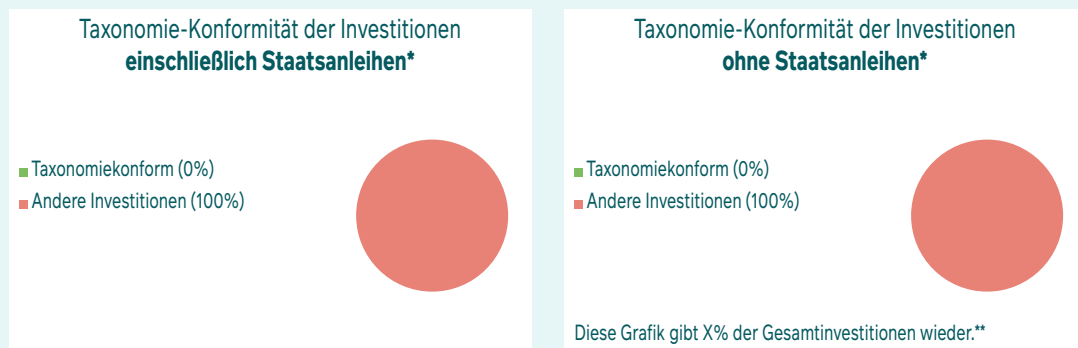 Taxonomie-Konformität der Investitionen
einschließlich Staatsanleihen*
Taxonomiekonform (0%)
Andere Investitionen (100%)
Taxonomie-Konformität der Investitionen
ohne Staatsanleihen*
Taxonomiekonform (0%)
Andere Investitionen (100%)
Diese Grafik gibt X% der Gesamtinvestitionen wieder.**